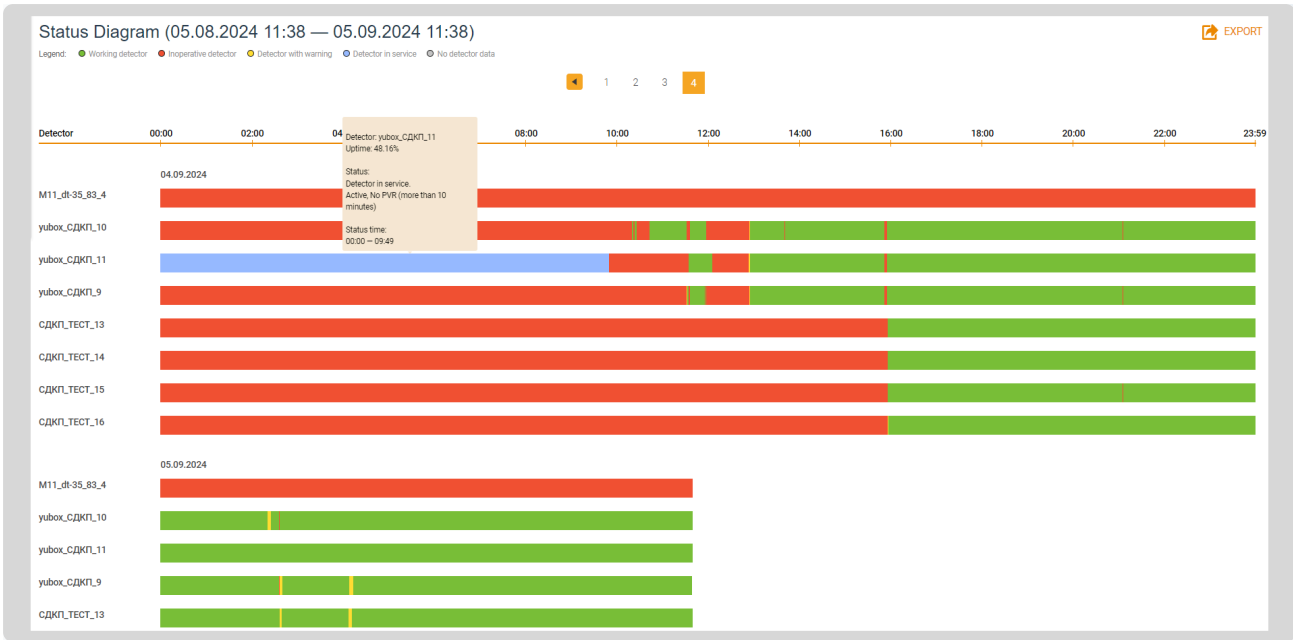 Status Diagram (05.08.2024 11:38 — 05.09.2024 11:38)
EXPORT
Legend: Working detector Inoperative detector Detector with warning Detector in service No detector data
1 2 3 4
Detector 00:00 02:00 04 08:00 10:00 12:00 14:00 16:00 18:00 20:00 22:00 23:59
Detector: yubox_СДКП_11
Uptime: 48.16%
Status:
Detector in service.
Active, No PVR (more than 10
minutes)
Status time:
00:00 — 09:49
04.09.2024
M11_dt-35_83_4
yubox_СДКП_10
yubox_СДКП_11
yubox_СДКП_9
СДКП_ТЕСТ_13
СДКП_ТЕСТ_14
СДКП_ТЕСТ_15
СДКП_ТЕСТ_16
05.09.2024
M11_dt-35_83_4
yubox_СДКП_10
yubox_СДКП_11
yubox_СДКП_9
СДКП_ТЕСТ_13